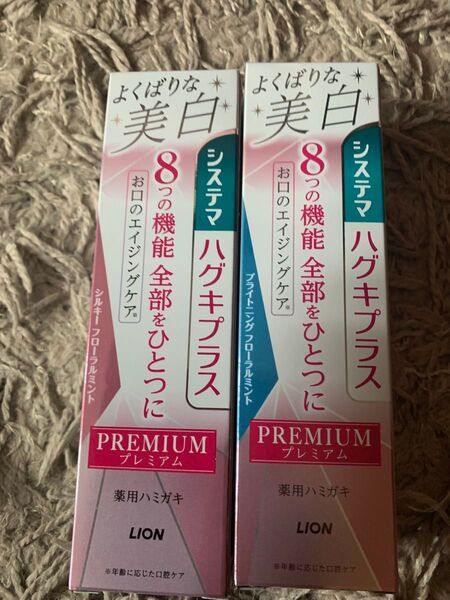 よくばりな
美白
システマ
ハグキプラス
8つの機能 全部をひとつに
お口のエイジングケア※
シルキー フローラルミント
PREMIUM
プレミアム
薬用ハミガキ
LION
※年齢に応じた口腔ケア
よくばりな
美白
システマ
ハグキプラス
8つの機能 全部をひとつに
お口のエイジングケア※
ブライトニング フローラルミント
PREMIUM
プレミアム
薬用ハミガキ
LION
※年齢に応じた口腔ケア